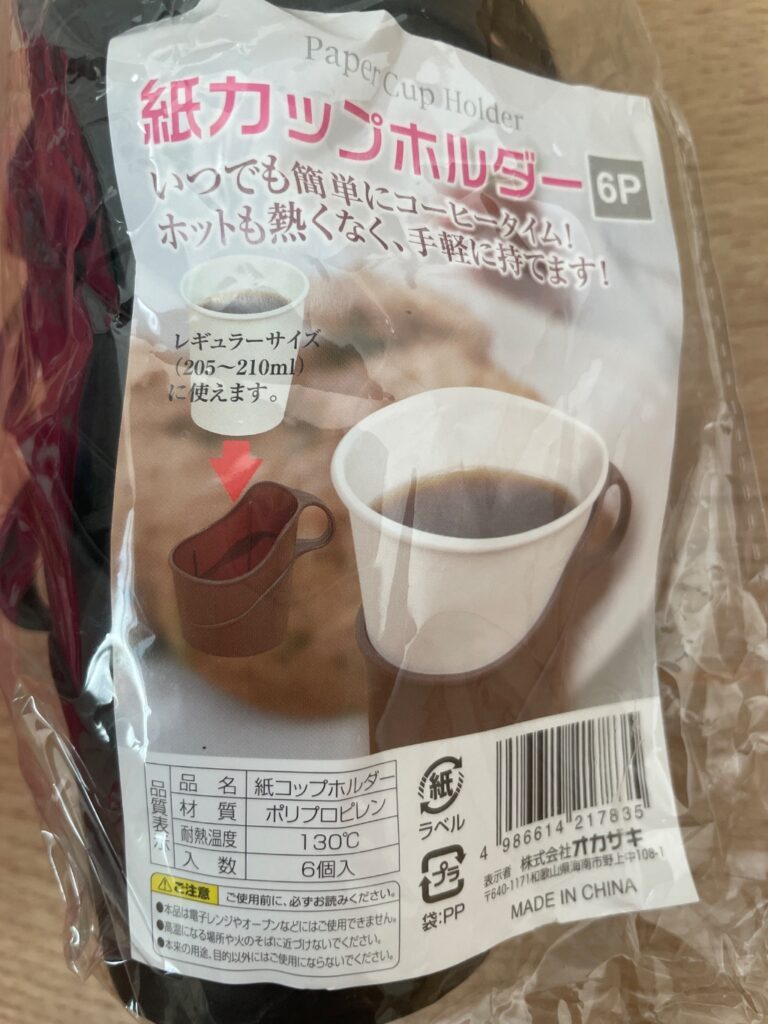 Paper Cup Holder
紙カップホルダー
6P
いつでも簡単にコーヒータイム!
ホットも熱くなく、手軽に持てます!
レギュラーサイズ
(205〜210ml)
に使えます。
品質表示
品名 紙コップホルダー
材質 ポリプロピレン
耐熱温度 130℃
入数 6個入
ご注意 ご使用前に、必ずお読みください。
●本品は電子レンジやオーブンなどにはご使用できません。
●高温になる場所や火のそばに近づけないでください。
●本来の用途、目的以外にはご使用にならないでください。
紙
ラベル
プラ
袋:PP
4 986614 217835
表示者 株式会社オカザキ
〒640-1171和歌山県海南市野上中108-1
MADE IN CHINA